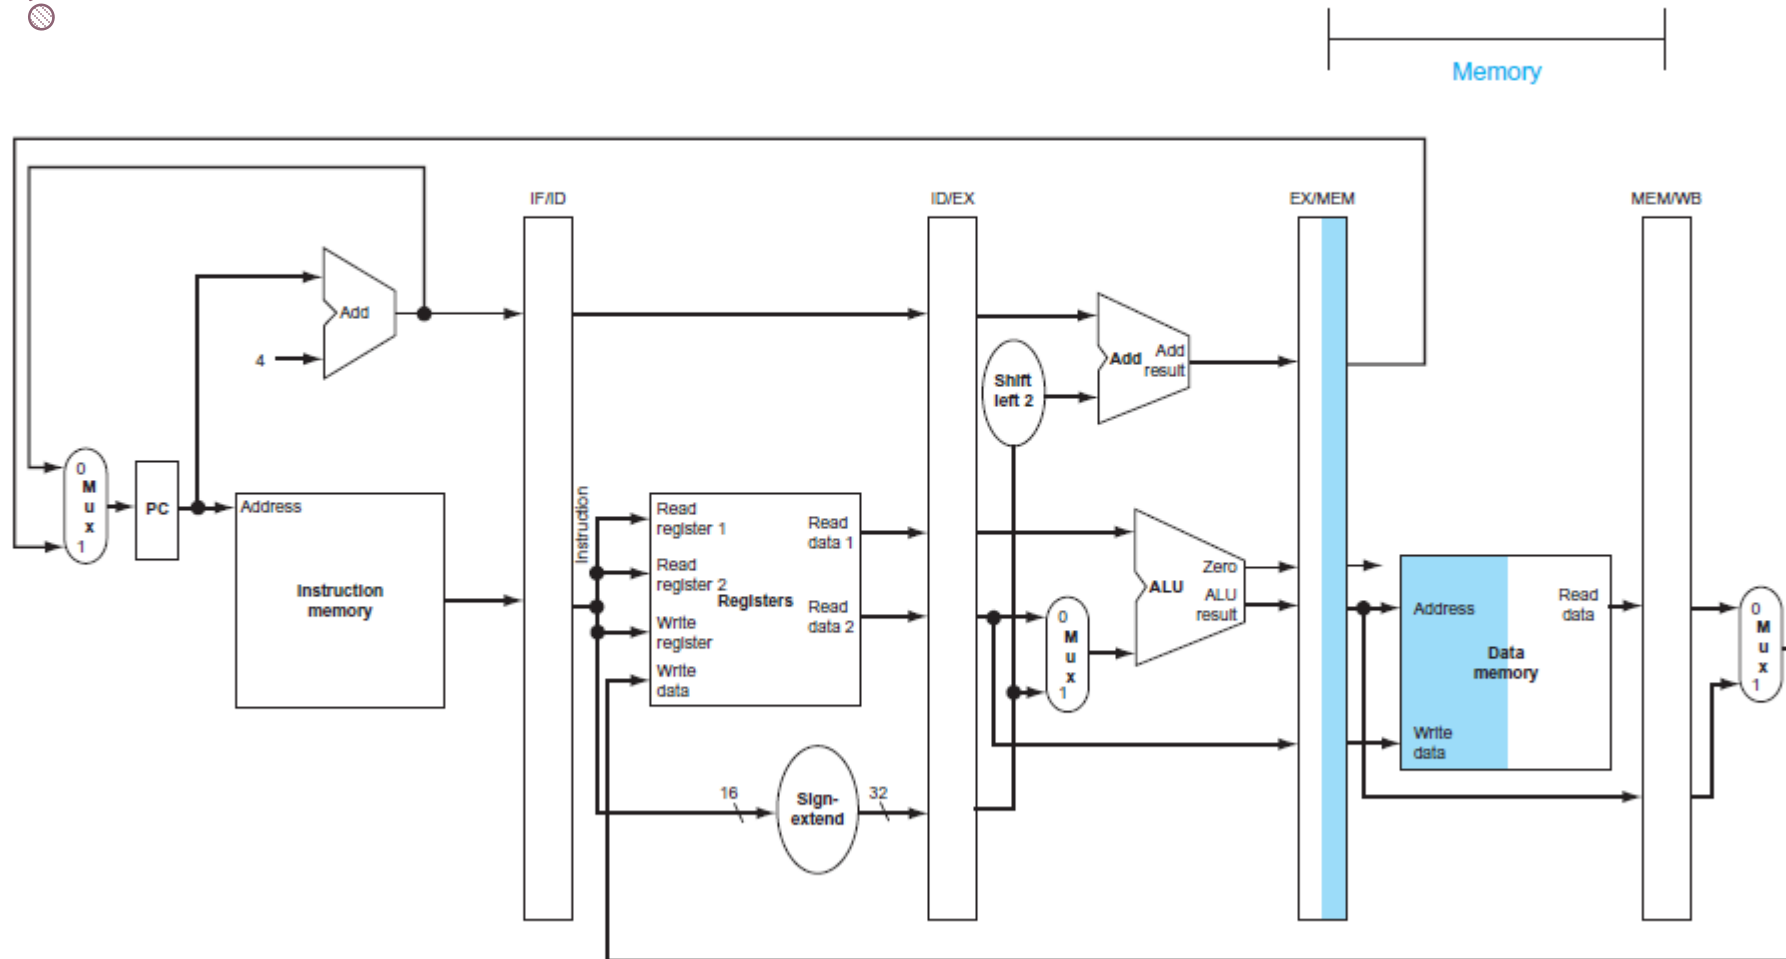 Memory
IF/ID
ID/EX
EX/MEM
MEM/WB
Add
4
Shift
left 2
Add
Add
result
0
M
u
x
1
PC
Address
Instruction
memory
Instruction
Read
register 1
Read
register 2
Write
register
Write
data
Registers
Read
data 1
Read
data 2
16
Sign-
extend
32
0
M
u
x
1
ALU
Zero
ALU
result
Address
Read
data
Data
memory
Write
data
0
M
u
x
1